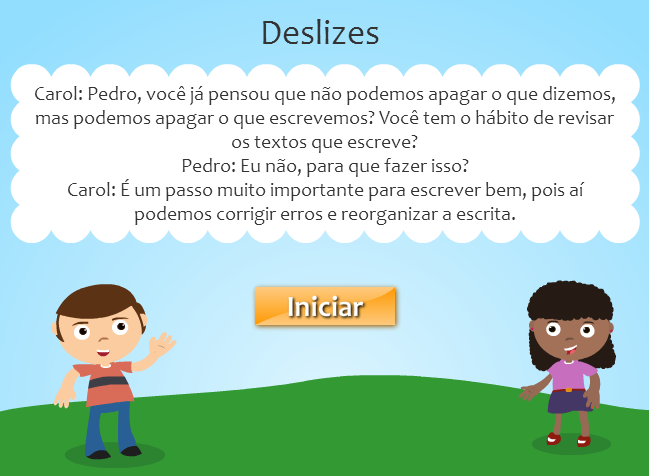 Deslizes
Carol: Pedro, você já pensou que não podemos apagar o que dizemos,
mas podemos apagar o que escrevemos? Você tem o hábito de revisar
os textos que escreve?
Pedro: Eu não, para que fazer isso?
Carol: É um passo muito importante para escrever bem, pois aí
podemos corrigir erros e reorganizar a escrita.
Iniciar